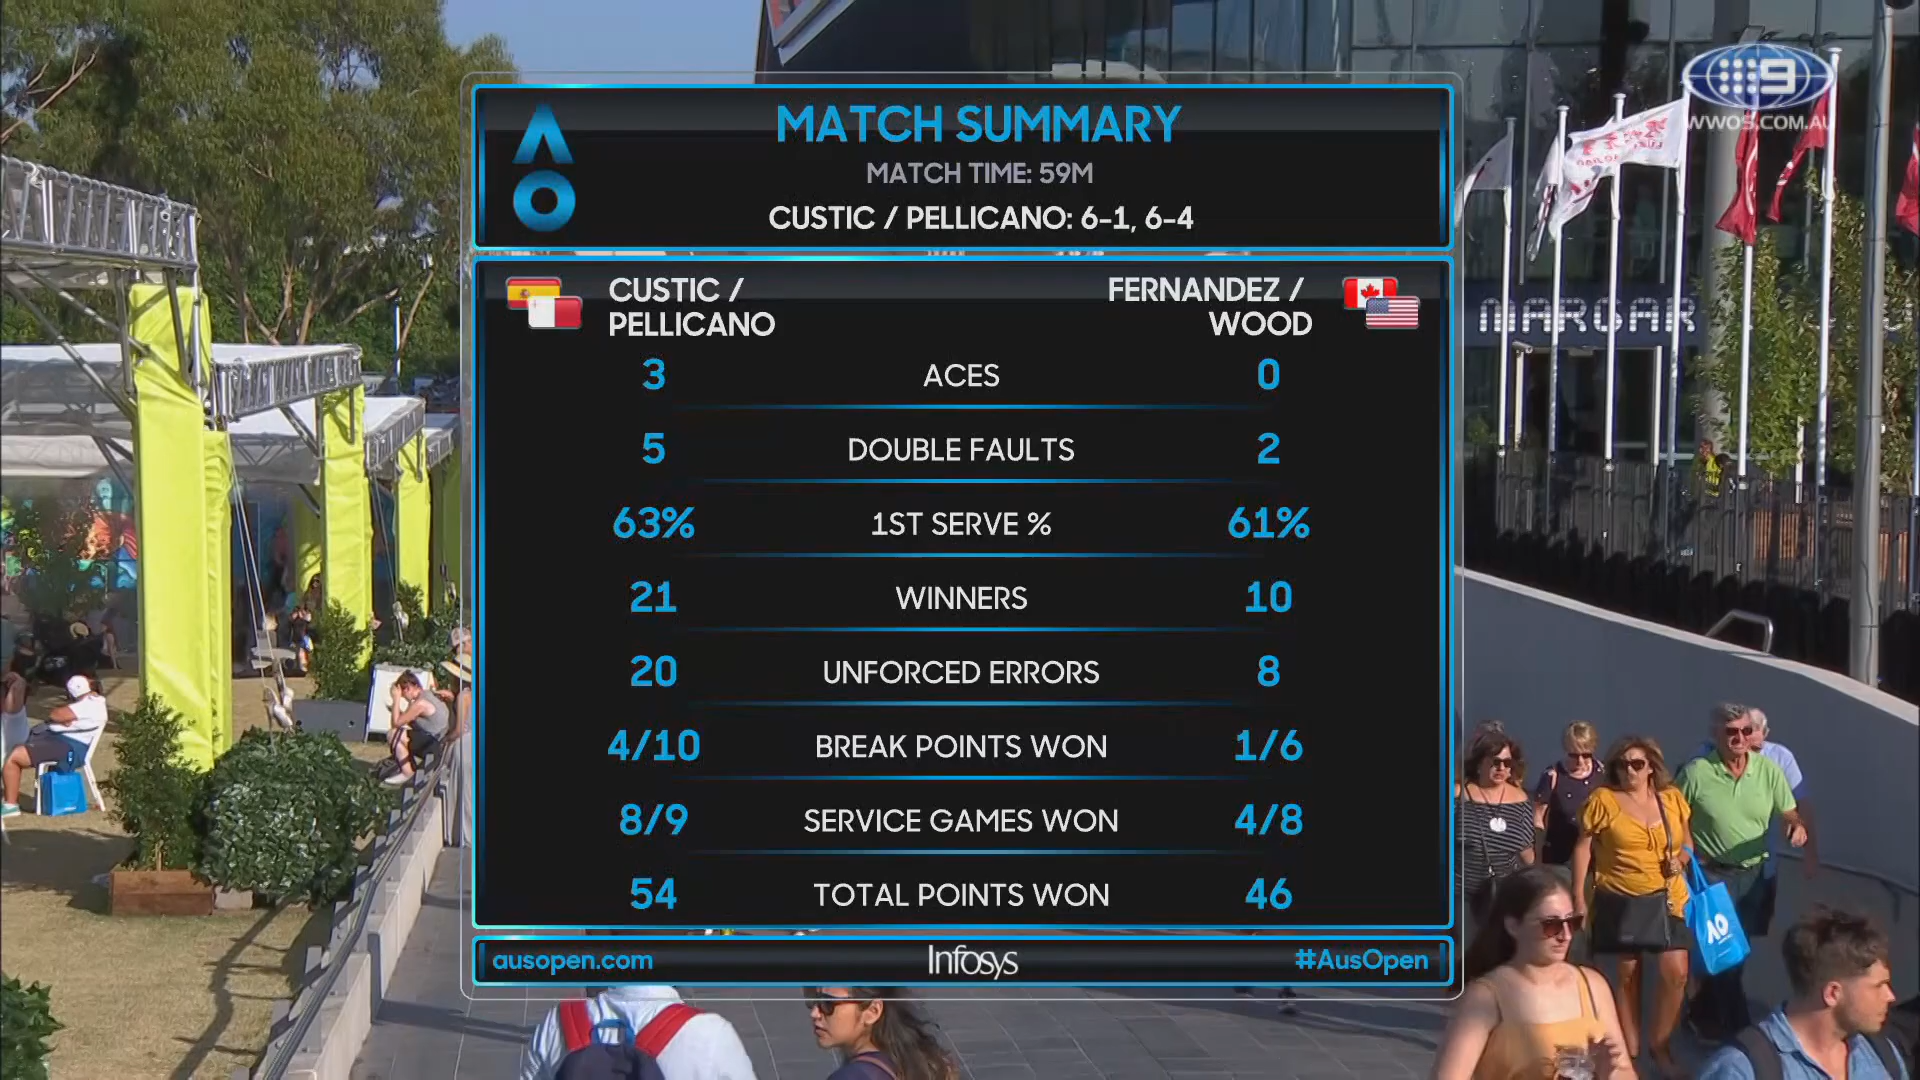 WWOS.COM.AU
MATCH SUMMARY
MATCH TIME: 59M
CUSTIC / PELLICANO: 6-1, 6-4
CUSTIC /
PELLICANO
FERNANDEZ /
WOOD
3 ACES 0
5 DOUBLE FAULTS 2
63% 1ST SERVE % 61%
21 WINNERS 10
20 UNFORCED ERRORS 8
4/10 BREAK POINTS WON 1/6
8/9 SERVICE GAMES WON 4/8
54 TOTAL POINTS WON 46
ausopen.com Infosys #AusOpen
MARGAR
AO